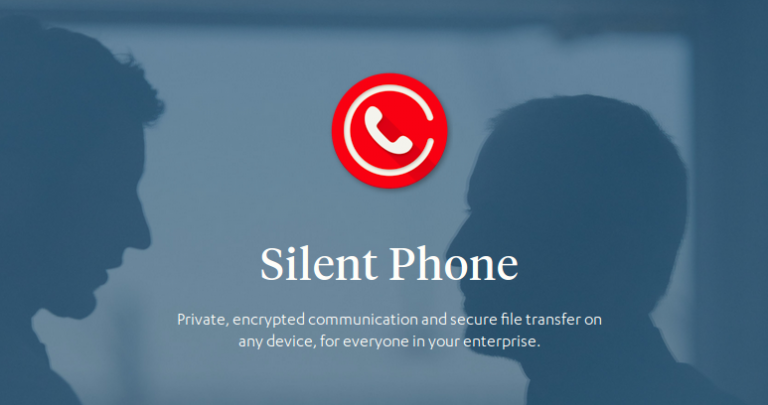 Silent Phone
Private, encrypted communication and secure file transfer on
any device, for everyone in your enterprise.